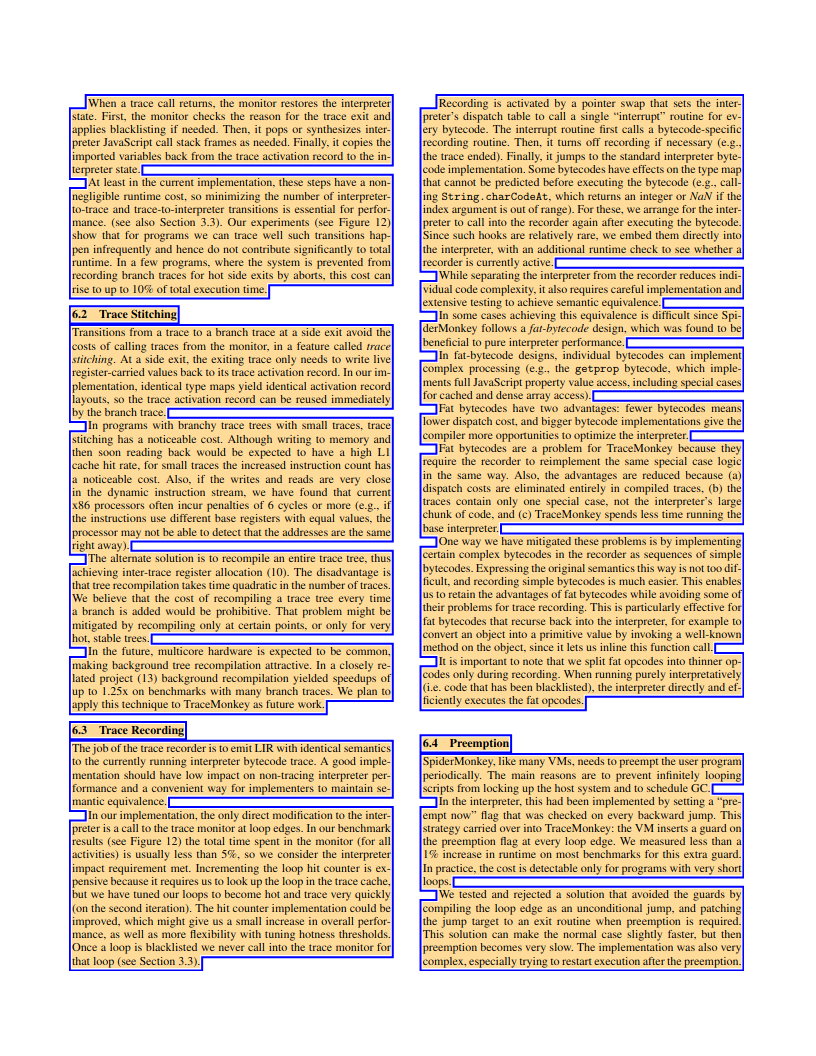 When a trace call returns, the monitor restores the interpreter
state. First, the monitor checks the reason for the trace exit and
applies blacklisting if needed. Then, it pops or synthesizes inter-
preter JavaScript call stack frames as needed. Finally, it copies the
imported variables back from the trace activation record to the in-
terpreter state.
At least in the current implementation, these steps have a non-
negligible runtime cost, so minimizing the number of interpreter-
to-trace and trace-to-interpreter transitions is essential for perfor-
mance. (see also Section 3.3). Our experiments (see Figure 12)
show that for programs we can trace well such transitions hap-
pen infrequently and hence do not contribute significantly to total
runtime. In a few programs, where the system is prevented from
recording branch traces for hot side exits by aborts, this cost can
rise to up to 10% of total execution time.
6.2 Trace Stitching
Transitions from a trace to a branch trace at a side exit avoid the
costs of calling traces from the monitor, in a feature called trace
stitching. At a side exit, the exiting trace only needs to write live
register-carried values back to its trace activation record. In our im-
plementation, identical type maps yield identical activation record
layouts, so the trace activation record can be reused immediately
by the branch trace.
In programs with branchy trace trees with small traces, trace
stitching has a noticeable cost. Although writing to memory and
then soon reading back would be expected to have a high L1
cache hit rate, for small traces the increased instruction count has
a noticeable cost. Also, if the writes and reads are very close
in the dynamic instruction stream, we have found that current
x86 processors often incur penalties of 6 cycles or more (e.g., if
the instructions use different base registers with equal values, the
processor may not be able to detect that the addresses are the same
right away).
The alternate solution is to recompile an entire trace tree, thus
achieving inter-trace register allocation (10). The disadvantage is
that tree recompilation takes time quadratic in the number of traces.
We believe that the cost of recompiling a trace tree every time
a branch is added would be prohibitive. That problem might be
mitigated by recompiling only at certain points, or only for very
hot, stable trees.
In the future, multicore hardware is expected to be common,
making background tree recompilation attractive. In a closely re-
lated project (13) background recompilation yielded speedups of
up to 1.25x on benchmarks with many branch traces. We plan to
apply this technique to TraceMonkey as future work.
6.3 Trace Recording
The job of the trace recorder is to emit LIR with identical semantics
to the currently running interpreter bytecode trace. A good imple-
mentation should have low impact on non-tracing interpreter per-
formance and a convenient way for implementers to maintain se-
mantic equivalence.
In our implementation, the only direct modification to the inter-
preter is a call to the trace monitor at loop edges. In our benchmark
results (see Figure 12) the total time spent in the monitor (for all
activities) is usually less than 5%, so we consider the interpreter
impact requirement met. Incrementing the loop hit counter is ex-
pensive because it requires us to look up the loop in the trace cache,
but we have tuned our loops to become hot and trace very quickly
(on the second iteration). The hit counter implementation could be
improved, which might give us a small increase in overall perfor-
mance, as well as more flexibility with tuning hotness thresholds.
Once a loop is blacklisted we never call into the trace monitor for
that loop (see Section 3.3).
Recording is activated by a pointer swap that sets the inter-
preter's dispatch table to call a single “interrupt” routine for ev-
ery bytecode. The interrupt routine first calls a bytecode-specific
recording routine. Then, it turns off recording if necessary (e.g.,
the trace ended). Finally, it jumps to the standard interpreter byte-
code implementation. Some bytecodes have effects on the type map
that cannot be predicted before executing the bytecode (e.g., call-
ing String.charCodeAt, which returns an integer or NaN if the
index argument is out of range). For these, we arrange for the inter-
preter to call into the recorder again after executing the bytecode.
Since such hooks are relatively rare, we embed them directly into
the interpreter, with an additional runtime check to see whether a
recorder is currently active.
While separating the interpreter from the recorder reduces indi-
vidual code complexity, it also requires careful implementation and
extensive testing to achieve semantic equivalence.
In some cases achieving this equivalence is difficult since Spi-
derMonkey follows a fat-bytecode design, which was found to be
beneficial to pure interpreter performance.
In fat-bytecode designs, individual bytecodes can implement
complex processing (e.g., the getprop bytecode, which imple-
ments full JavaScript property value access, including special cases
for cached and dense array access).
Fat bytecodes have two advantages: fewer bytecodes means
lower dispatch cost, and bigger bytecode implementations give the
compiler more opportunities to optimize the interpreter.
Fat bytecodes are a problem for TraceMonkey because they
require the recorder to reimplement the same special case logic
in the same way. Also, the advantages are reduced because (a)
dispatch costs are eliminated entirely in compiled traces, (b) the
traces contain only one special case, not the interpreter's large
chunk of code, and (c) TraceMonkey spends less time running the
base interpreter.
One way we have mitigated these problems is by implementing
certain complex bytecodes in the recorder as sequences of simple
bytecodes. Expressing the original semantics this way is not too dif-
ficult, and recording simple bytecodes is much easier. This enables
us to retain the advantages of fat bytecodes while avoiding some of
their problems for trace recording. This is particularly effective for
fat bytecodes that recurse back into the interpreter, for example to
convert an object into a primitive value by invoking a well-known
method on the object, since it lets us inline this function call.
It is important to note that we split fat opcodes into thinner op-
codes only during recording. When running purely interpretatively
(i.e. code that has been blacklisted), the interpreter directly and ef-
ficiently executes the fat opcodes.
6.4 Preemption
SpiderMonkey, like many VMs, needs to preempt the user program
periodically. The main reasons are to prevent infinitely looping
scripts from locking up the host system and to schedule GC.
In the interpreter, this had been implemented by setting a “pre-
empt now” flag that was checked on every backward jump. This
strategy carried over into TraceMonkey: the VM inserts a guard on
the preemption flag at every loop edge. We measured less than a
1% increase in runtime on most benchmarks for this extra guard.
In practice, the cost is detectable only for programs with very short
loops.
We tested and rejected a solution that avoided the guards by
compiling the loop edge as an unconditional jump, and patching
the jump target to an exit routine when preemption is required.
This solution can make the normal case slightly faster, but then
preemption becomes very slow. The implementation was also very
complex, especially trying to restart execution after the preemption.